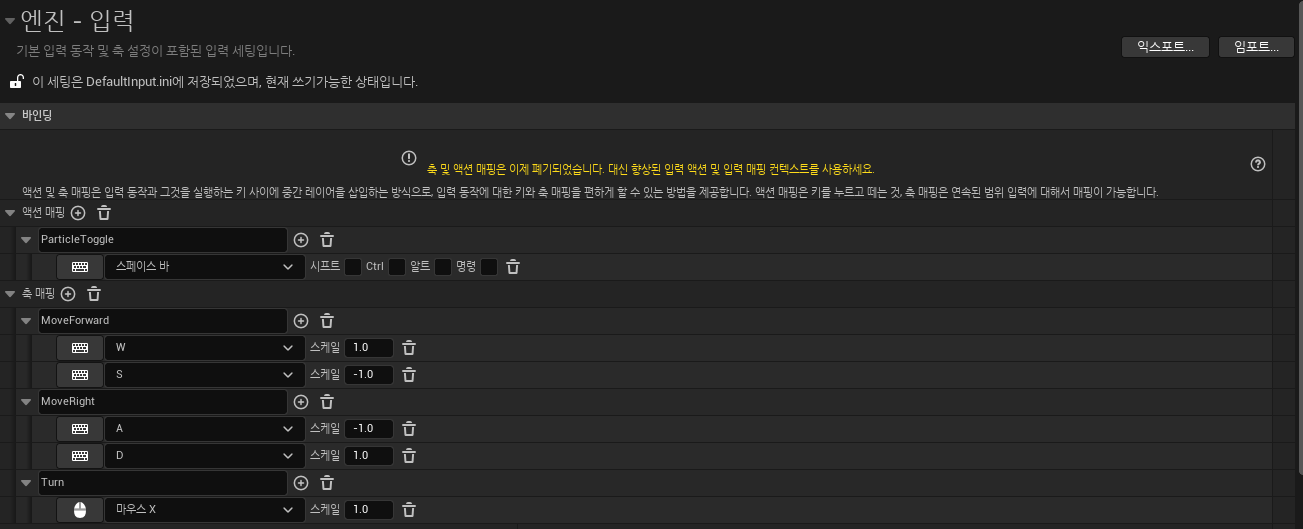 엔진 - 입력
기본 입력 동작 및 축 설정이 포함된 입력 세팅입니다.
익스포트... 임포트...
이 세팅은 DefaultInput.ini에 저장되었으며, 현재 쓰기가능한 상태입니다.
바인딩
축 및 액션 매핑은 이제 폐기되었습니다. 대신 향상된 입력 액션 및 입력 매핑 컨텍스트를 사용하세요.
액션 및 축 매핑은 입력 동작과 그것을 실행하는 키 사이에 중간 레이어를 삽입하는 방식으로, 입력 동작에 대한 키와 축 매핑을 편하게 할 수 있는 방법을 제공합니다. 액션 매핑은 키를 누르고 떼는 것, 축 매핑은 연속된 범위 입력에 대해서 매핑이 가능합니다.
액션 매핑
ParticleToggle
스페이스 바 시프트 Ctrl 알트 명령
축 매핑
MoveForward
W 스케일 1.0
S 스케일 -1.0
MoveRight
A 스케일 -1.0
D 스케일 1.0
Turn
마우스 X 스케일 1.0